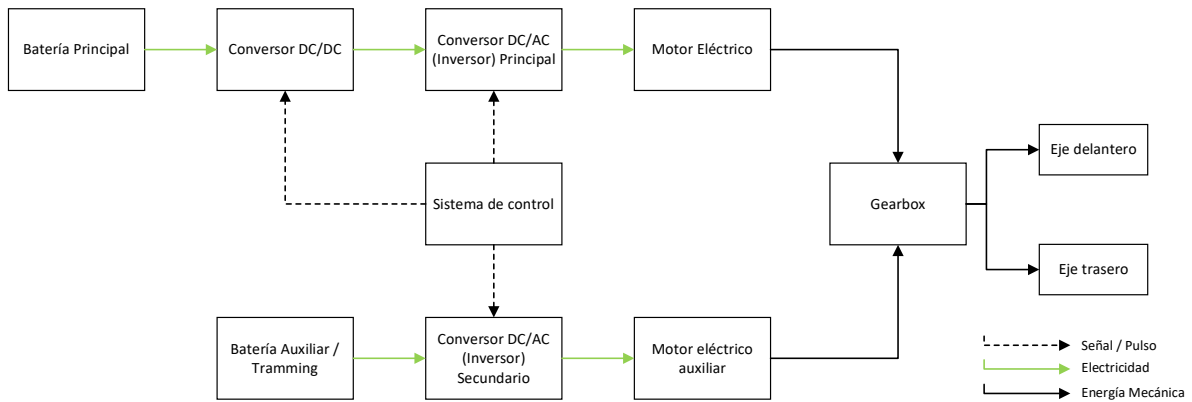 Batería Principal
Conversor DC/DC
Conversor DC/AC
(Inversor) Principal
Motor Eléctrico
Eje delantero
Sistema de control
Gearbox
Eje trasero
Batería Auxiliar /
Tramming
Conversor DC/AC
(Inversor)
Secundario
Motor eléctrico
auxiliar
Señal / Pulso
Electricidad
Energía Mecánica